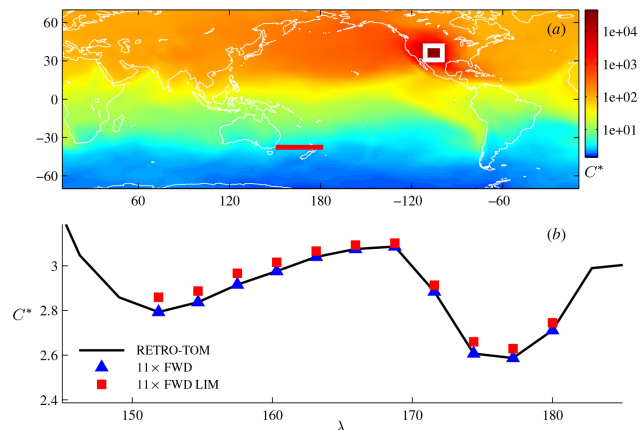 60
30
0
−30
−60
(a)
1e+04
1e+03
1e+02
1e+01
C*
60
120
180
−120
−60
(b)
3
2.8
2.6
2.4
C*
RETRO-TOM
11× FWD
11× FWD LIM
150
160
170
180
λ